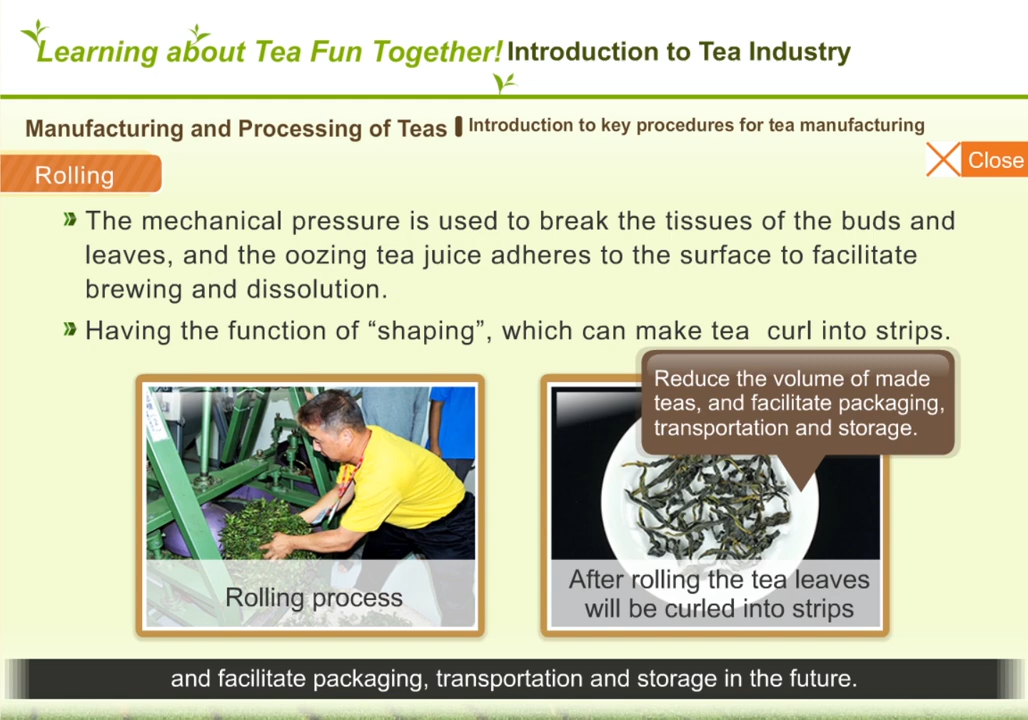 Learning about Tea Fun Together! Introduction to Tea Industry
Manufacturing and Processing of Teas Introduction to key procedures for tea manufacturing
Close
Rolling
The mechanical pressure is used to break the tissues of the buds and
leaves, and the oozing tea juice adheres to the surface to facilitate
brewing and dissolution.
Having the function of “shaping”, which can make tea curl into strips.
Reduce the volume of made
teas, and facilitate packaging,
transportation and storage.
Rolling process
After rolling the tea leaves
will be curled into strips
and facilitate packaging, transportation and storage in the future.